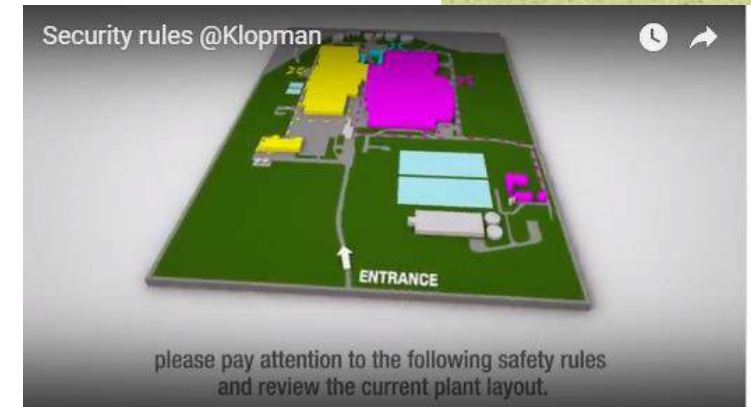 Security rules @Klopman
ENTRANCE
please pay attention to the following safety rules
and review the current plant layout.